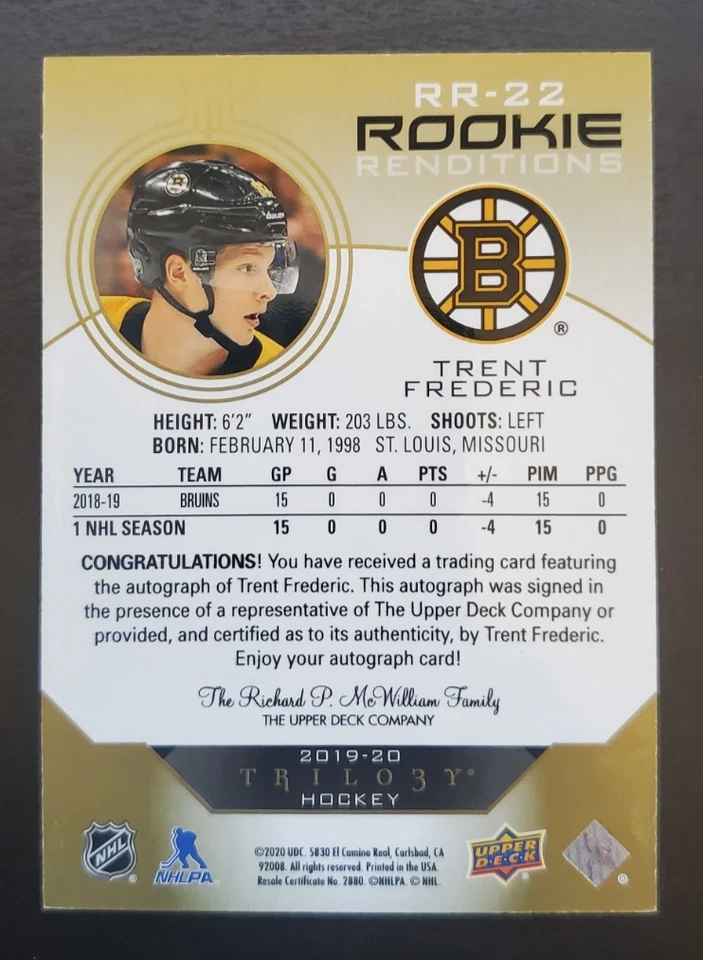 RR-22
ROOKIE
RENDITIONS
B
®
TRENT
FREDERIC
HEIGHT: 6'2" WEIGHT: 203 LBS. SHOOTS: LEFT
BORN: FEBRUARY 11, 1998 ST. LOUIS, MISSOURI
YEAR TEAM GP G A PTS +/- PIM PPG
2018-19 BRUINS 15 0 0 0 -4 15 0
1 NHL SEASON 15 0 0 0 -4 15 0
CONGRATULATIONS! You have received a trading card featuring
the autograph of Trent Frederic. This autograph was signed in
the presence of a representative of The Upper Deck Company or
provided, and certified as to its authenticity, by Trent Frederic.
Enjoy your autograph card!
The Richard P. McWilliam Family
THE UPPER DECK COMPANY
2019-20
TRILO3Y®
HOCKEY
NHL ®
NHLPA
©2020 UDC. 5830 El Camino Real, Carlsbad, CA
92008. All rights reserved. Printed in the USA.
Resale Certificate No. 2880. ©NHLPA. © NHL.
UPPER
D·E·C·K
®